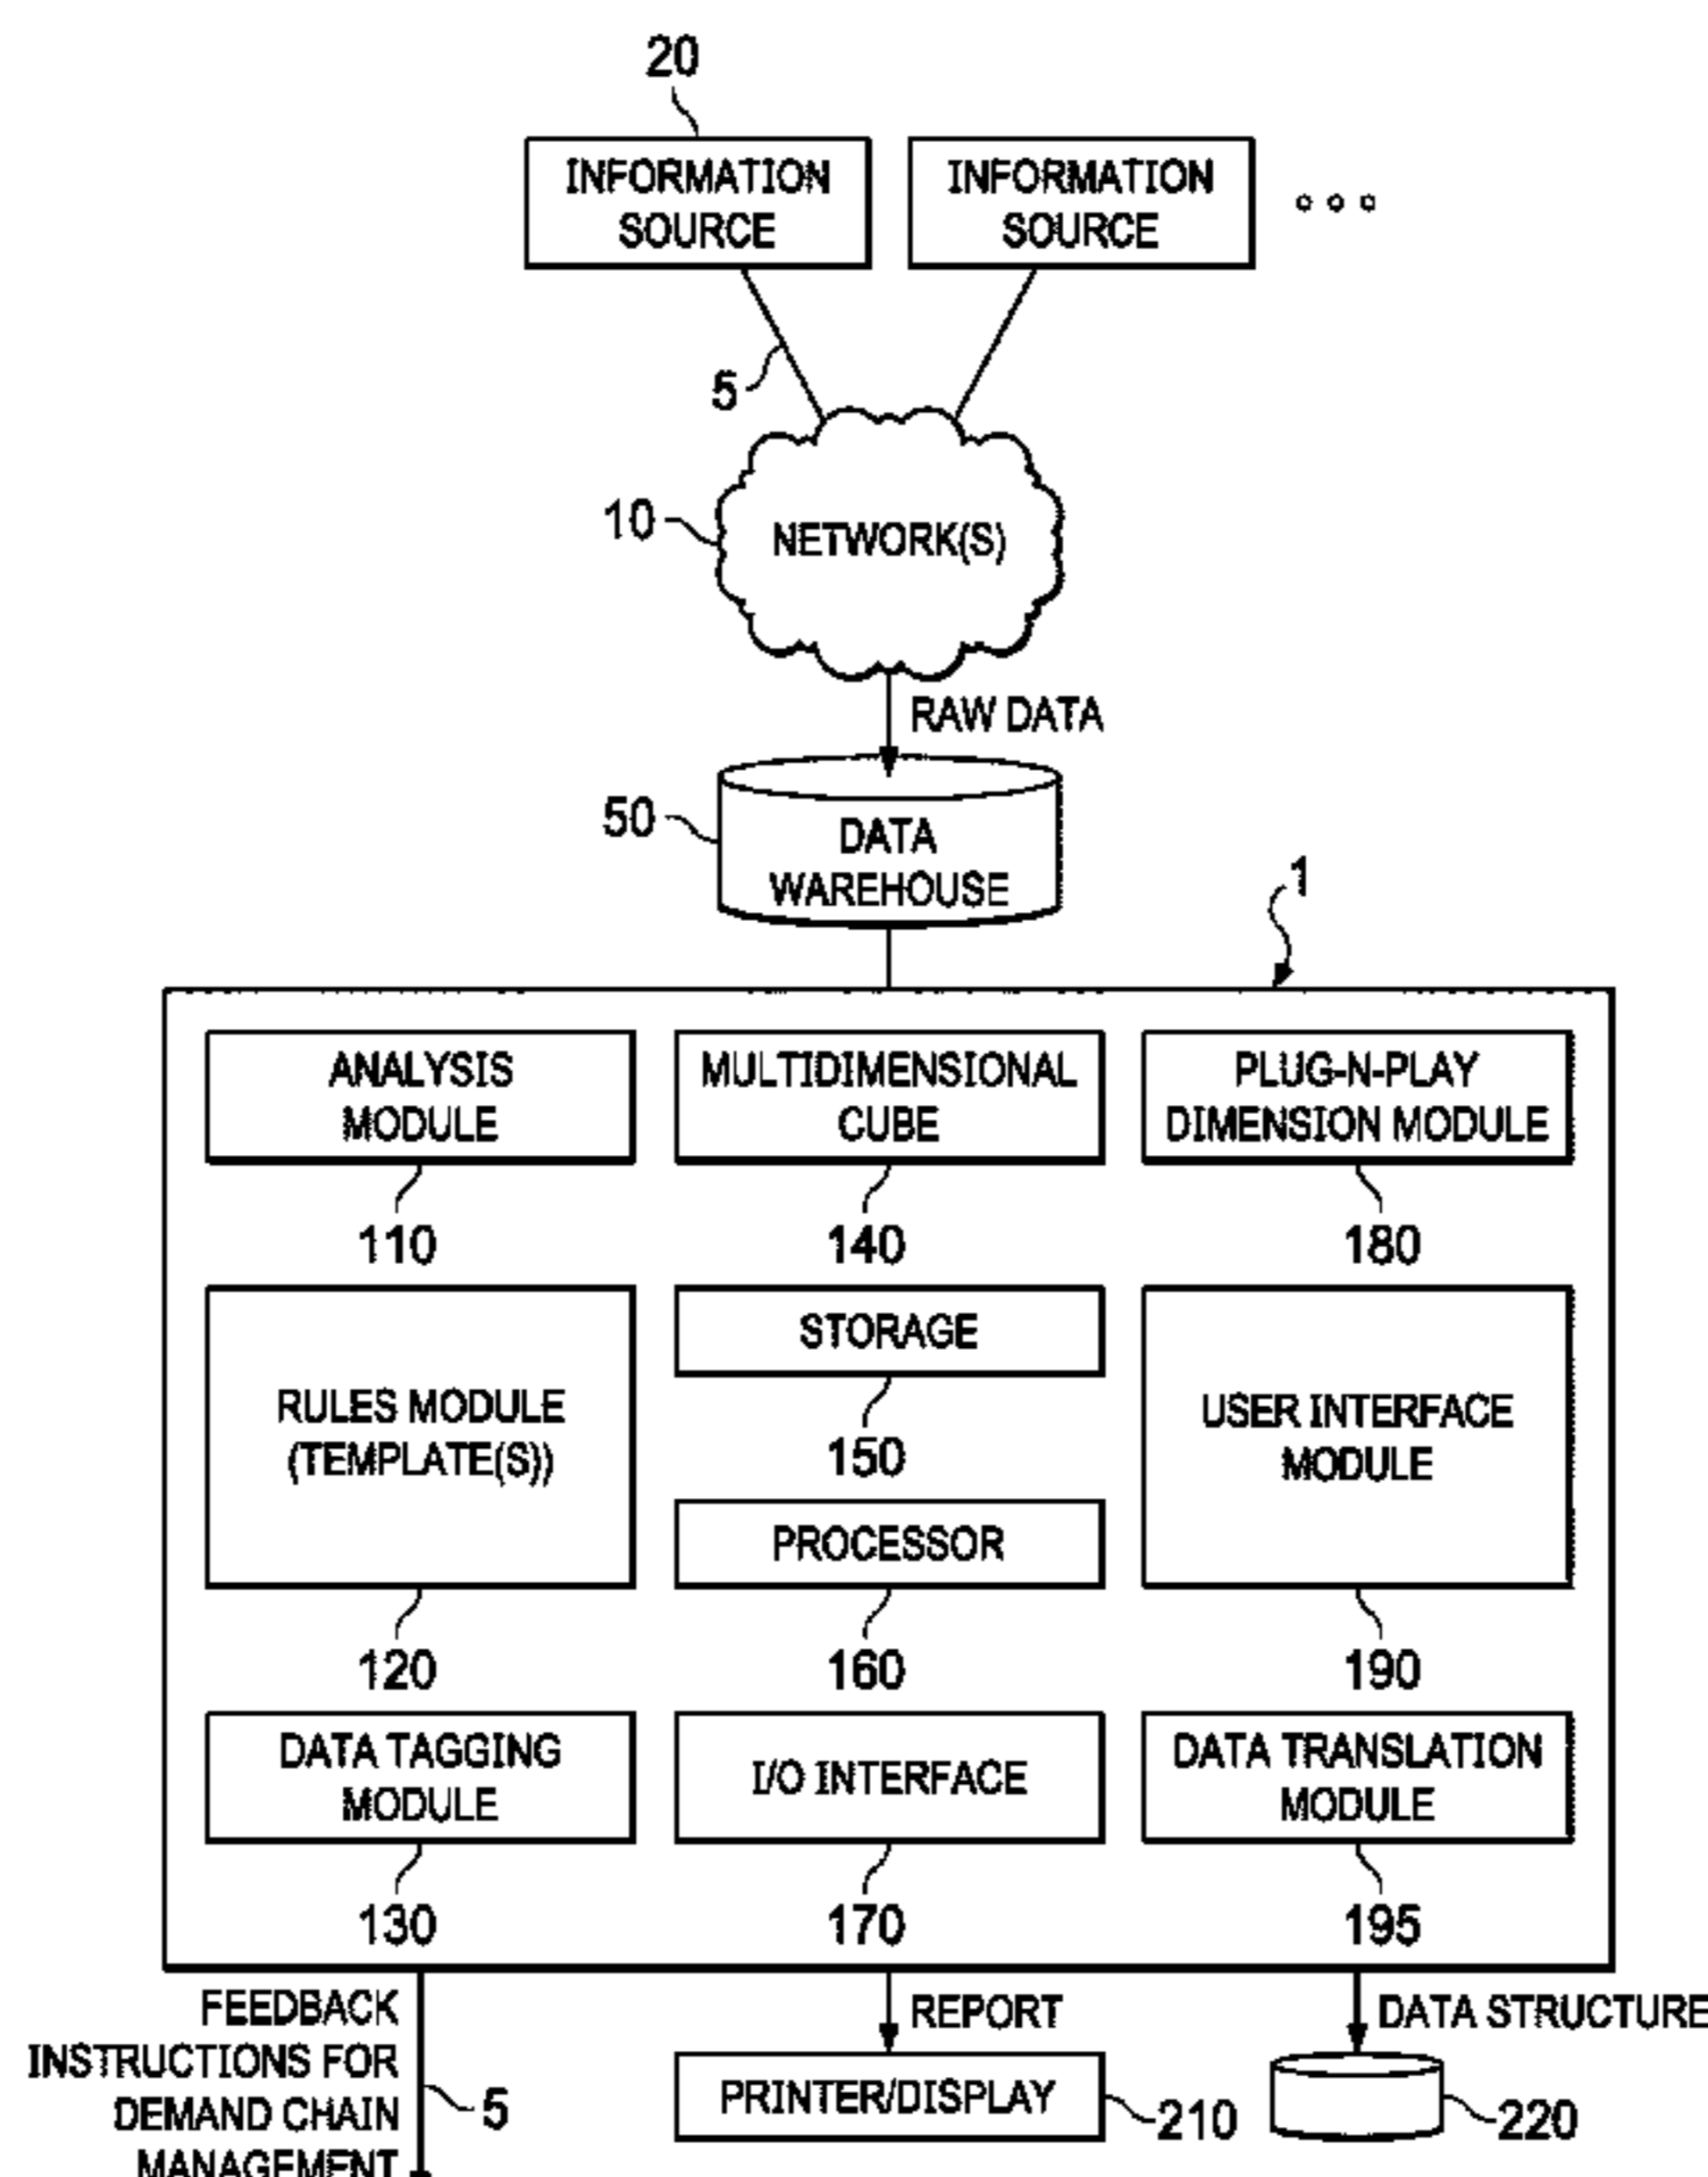 20
INFORMATION INFORMATION
SOURCE SOURCE
5
10
NETWORK(S)
RAW DATA
50
DATA
WAREHOUSE
1
ANALYSIS
MODULE
110
MULTIDIMENSIONAL
CUBE
140
PLUG-N-PLAY
DIMENSION MODULE
180
RULES MODULE
(TEMPLATE(S))
120
STORAGE
150
PROCESSOR
160
USER INTERFACE
MODULE
190
DATA TAGGING
MODULE
130
I/O INTERFACE
170
DATA TRANSLATION
MODULE
195
FEEDBACK
INSTRUCTIONS FOR
DEMAND CHAIN
MANAGEMENT
5
REPORT
PRINTER/DISPLAY
210
DATA STRUCTURE
220